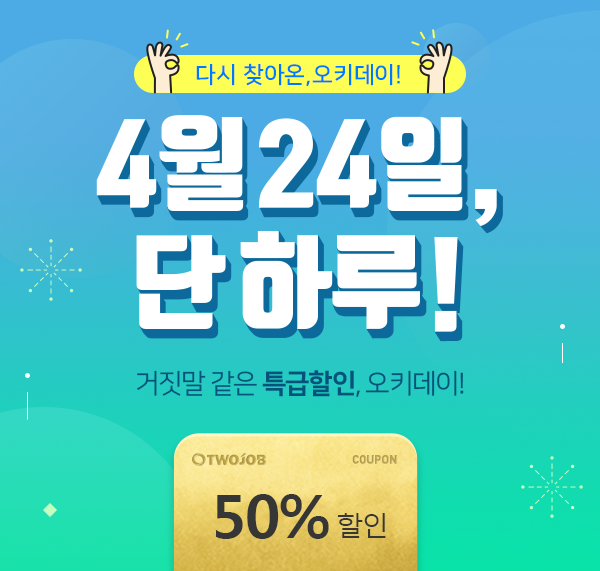 다시 찾아온,오키데이!
4월 24일,
단 하루!
거짓말 같은 특급할인, 오키데이!
OTWOJOB COUPON
50% 할인